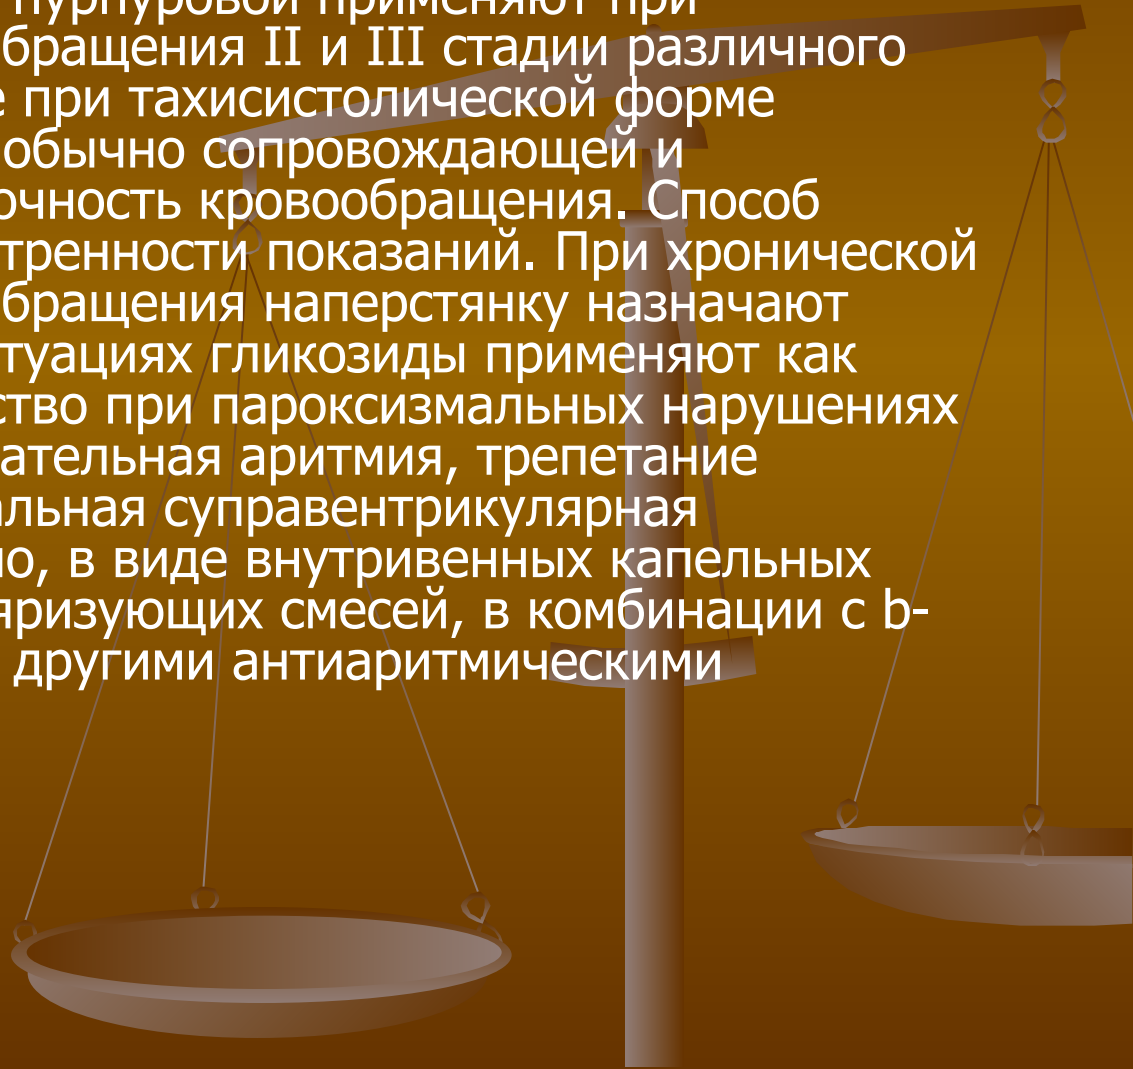 пурпуровой применяют при
бращения II и III стадии различного
е при тахисистолической форме
обычно сопровождающей и
очность кровообращения. Способ
тренности показаний. При хронической
бращения наперстянку назначают
туациях гликозиды применяют как
ство при пароксизмальных нарушениях
ательная аритмия, трепетание
альная суправентрикулярная
но, в виде внутривенных капельных
яризующих смесей, в комбинации с b-
другими антиаритмическими